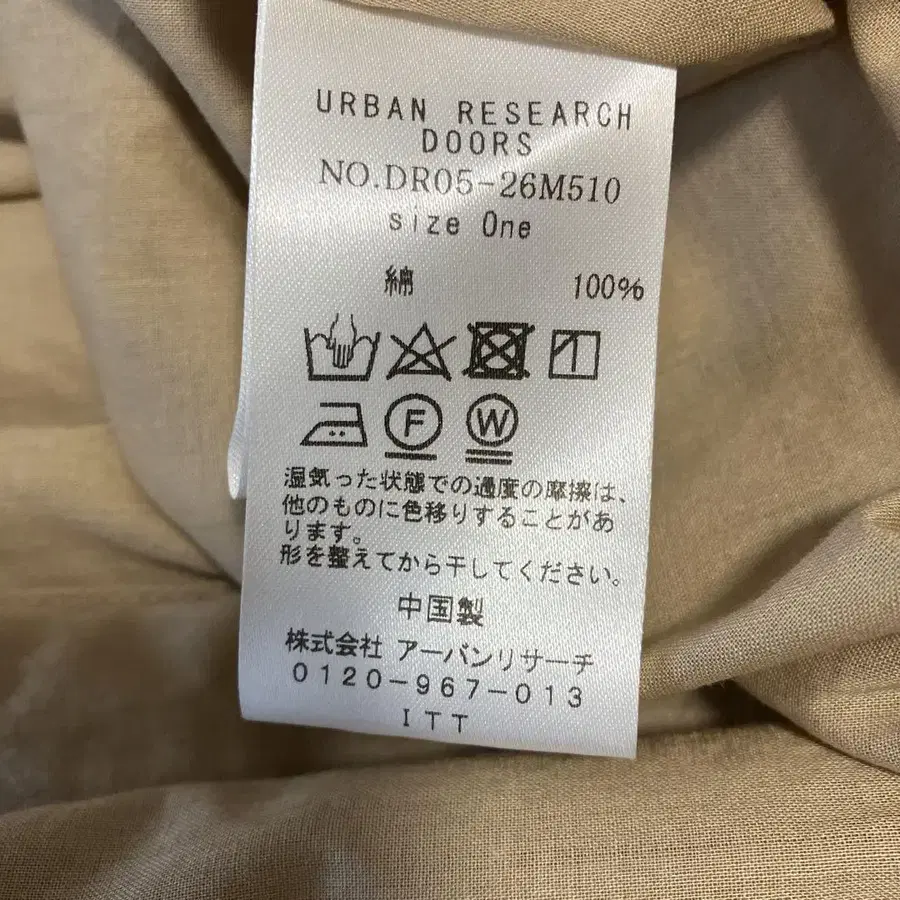 URBAN RESEARCH
DOORS
NO.DR05-26M510
size One
綿 100%
F W
湿気った状態での過度の摩擦は、
他のものに色移りすることがあ
ります。
形を整えてから干してください。
中国製
株式会社 アーバンリサーチ
0120-967-013
ITT